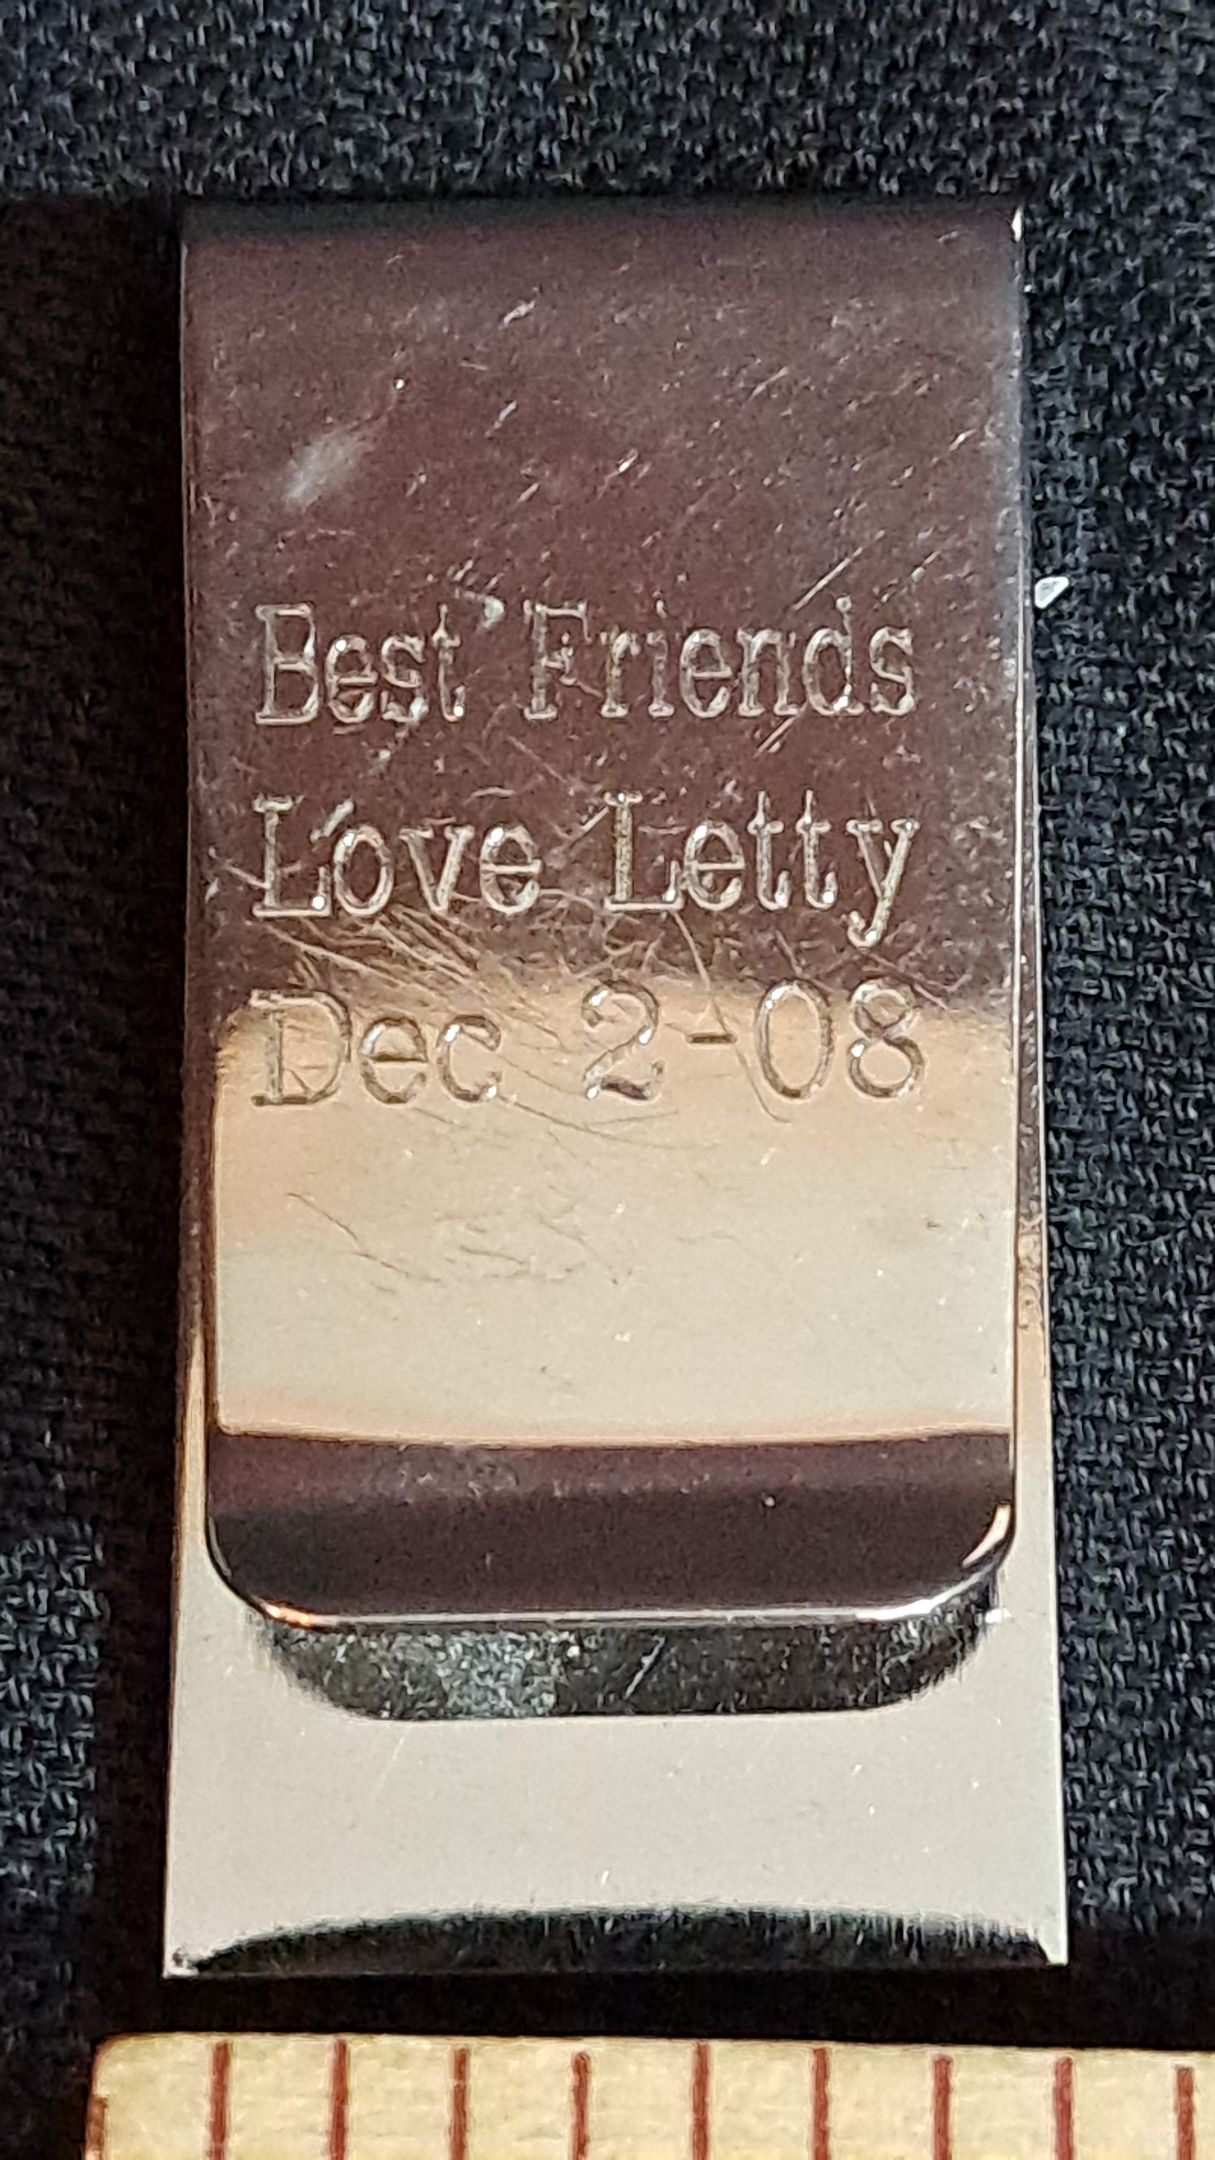 Best Friends
Love Letty
Dec 2-08